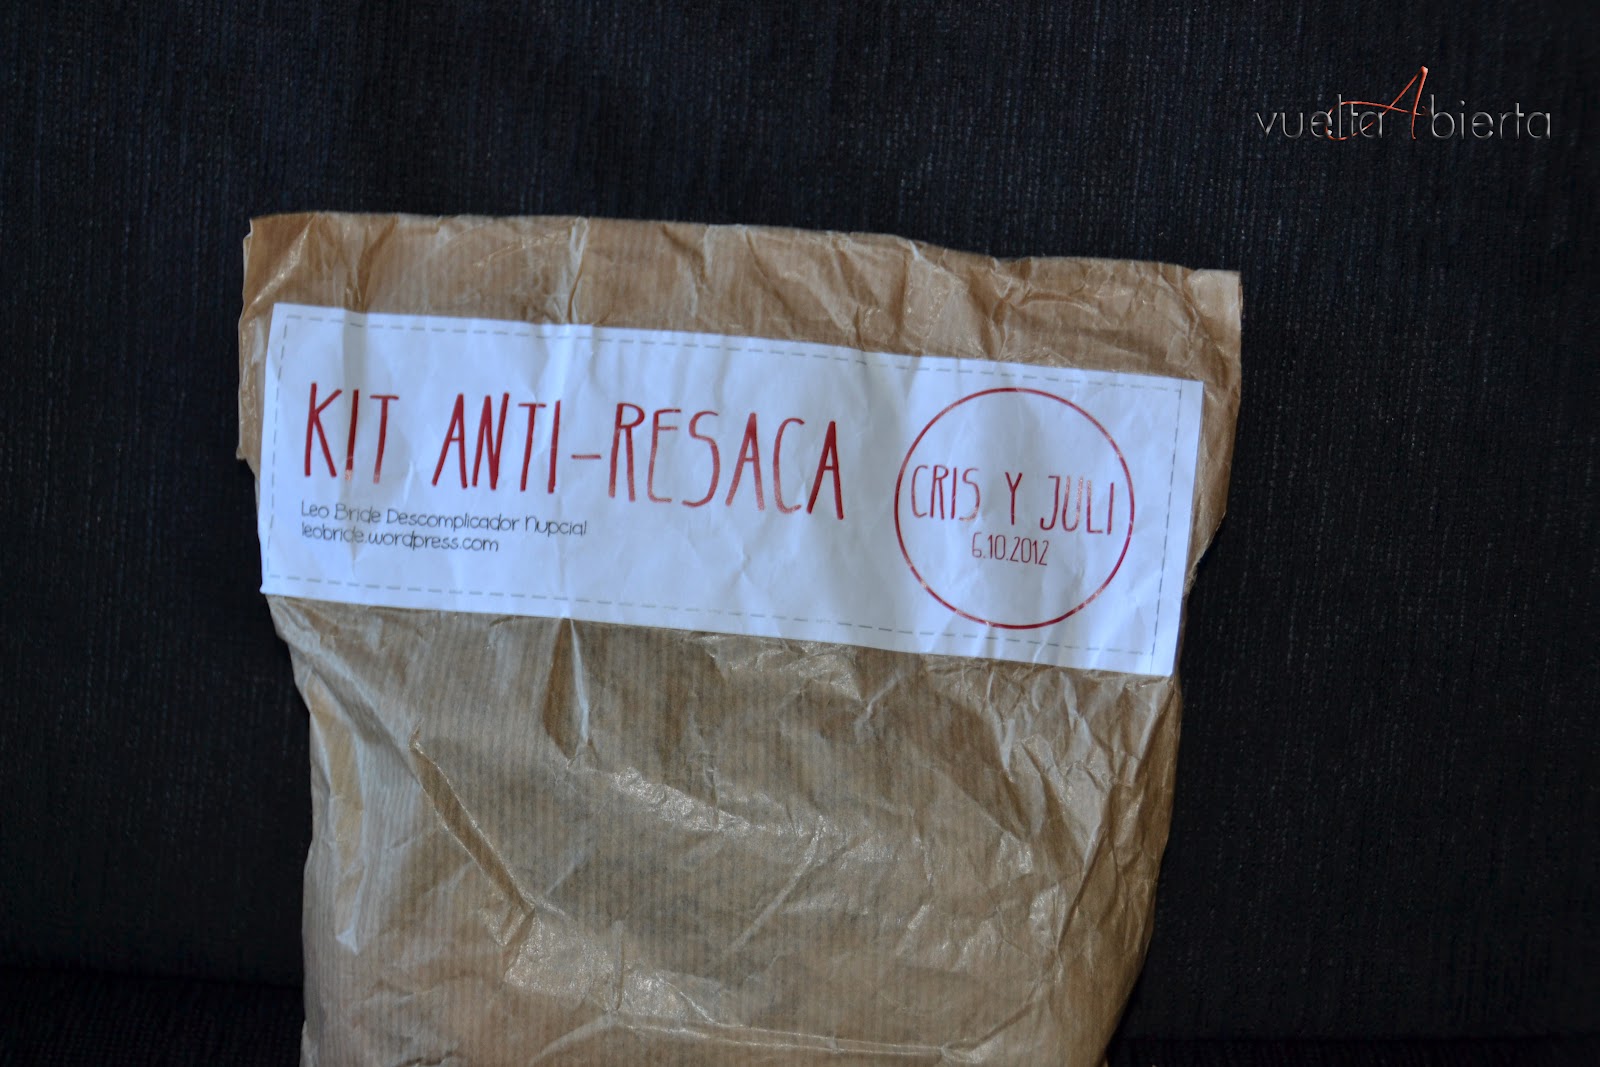 vueltaAbierta
KIT ANTI-RESACA
Leo Bride Descomplicador Nupcial
leobride.wordpress.com
CRIS Y JULI
6.10.2012